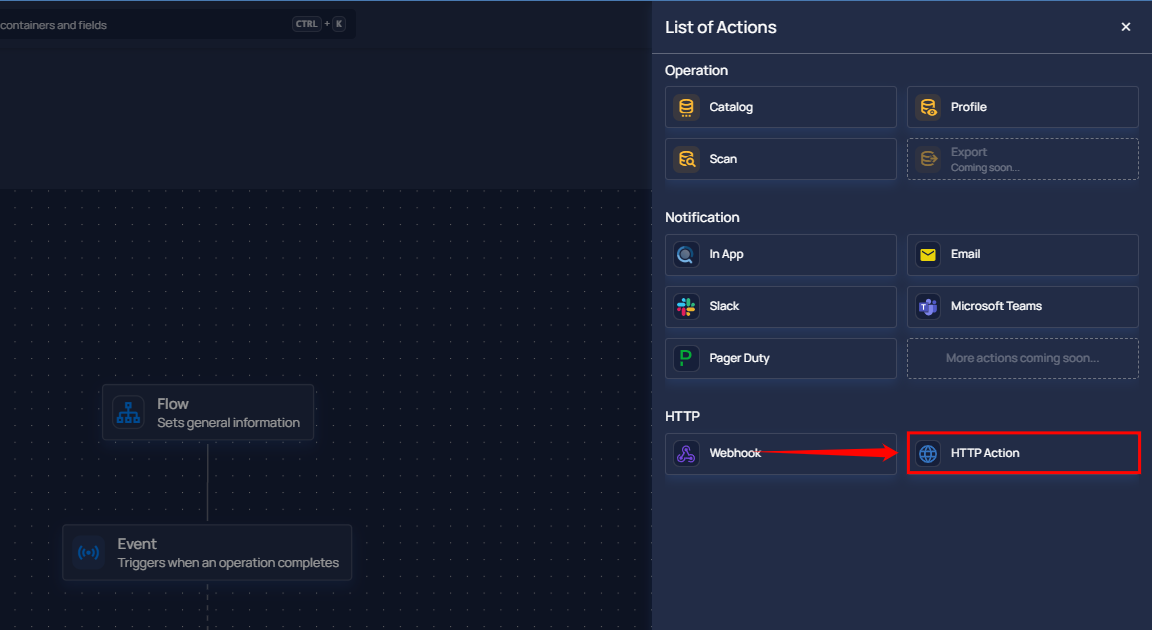 containers and fields
CTRL + K
List of Actions
Operation
Catalog
Profile
Scan
Export
Coming soon...
Notification
In App
Email
Slack
Microsoft Teams
Pager Duty
More actions coming soon...
HTTP
Webhook
HTTP Action
Flow
Sets general information
Event
Triggers when an operation completes